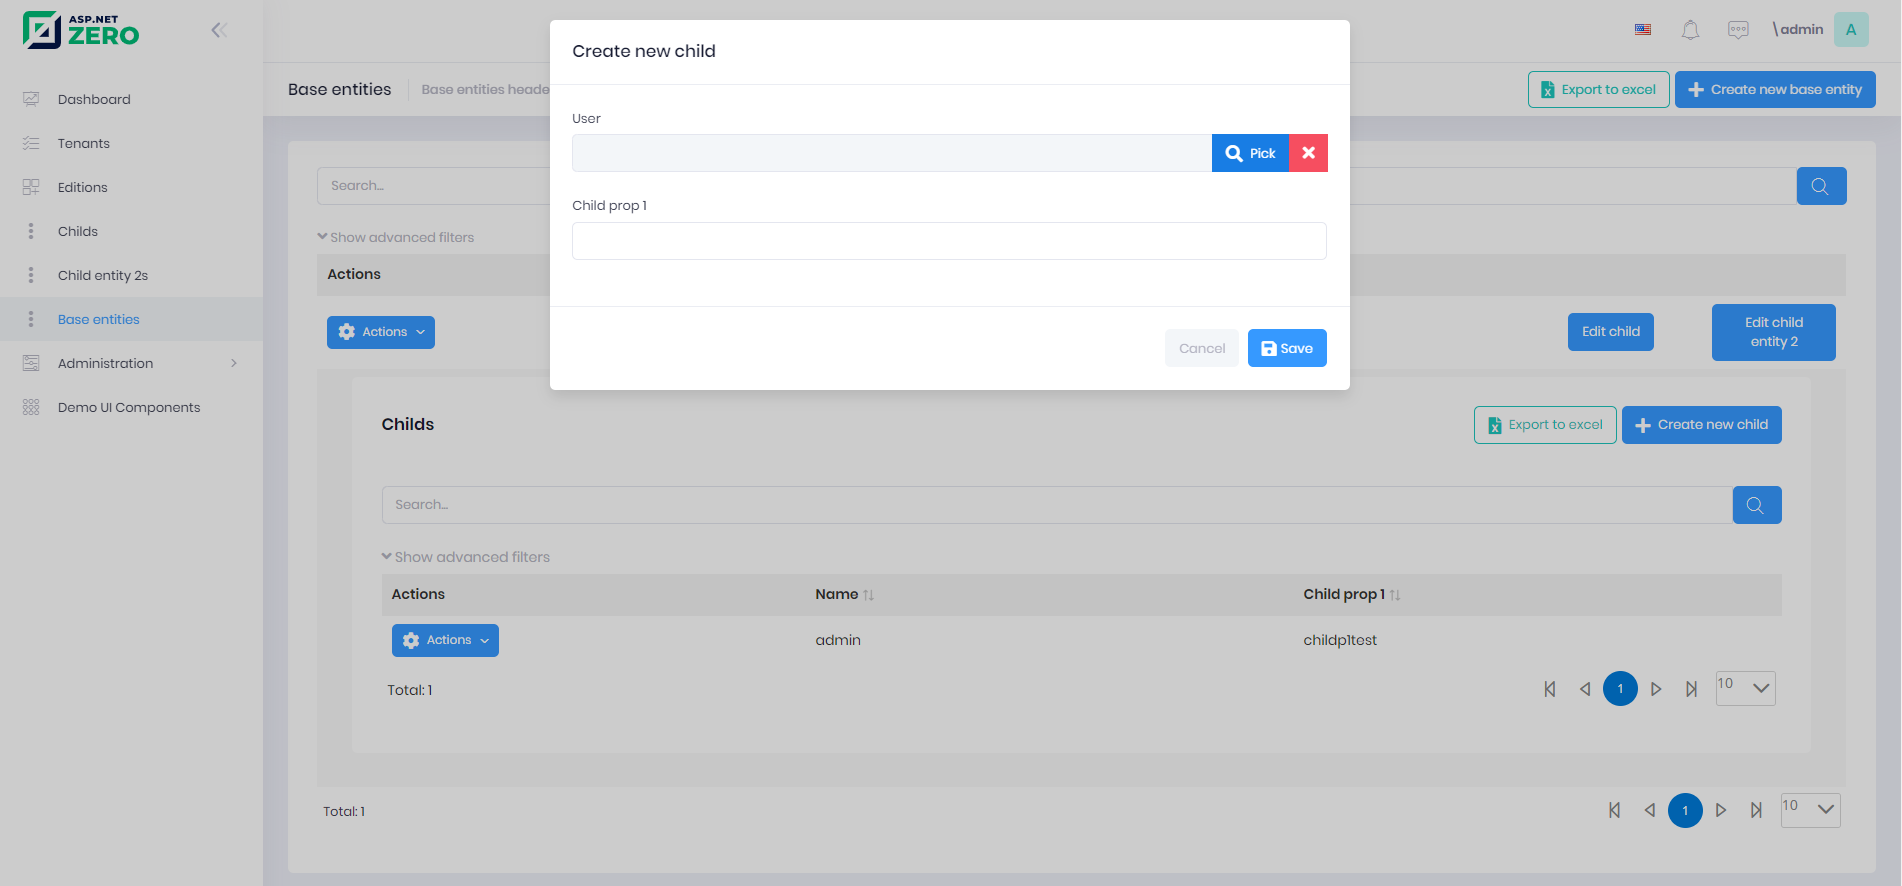 ASP.NET
ZERO
Dashboard
Tenants
Editions
Childs
Child entity 2s
Base entities
Administration
Demo UI Components
\admin
A
Base entities
Base entities heade
Export to excel
Create new base entity
Search...
Show advanced filters
Actions
Actions
Edit child
Edit child
entity 2
Create new child
User
Pick
Child prop 1
Cancel
Save
Childs
Export to excel
Create new child
Search...
Show advanced filters
Actions
Name
Child prop 1
Actions
admin
childp1test
Total: 1
1
10
Total: 1
1
10